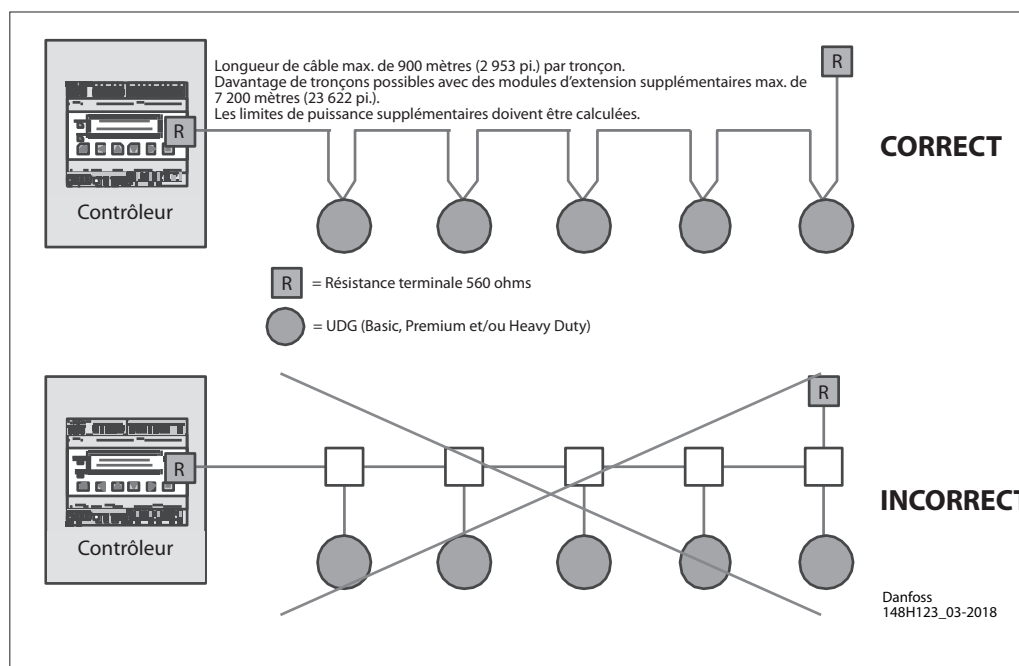 Longueur de câble max. de 900 mètres (2 953 pi.) par tronçon.
Davantage de tronçons possibles avec des modules d’extension supplémentaires max. de
7 200 mètres (23 622 pi.).
Les limites de puissance supplémentaires doivent être calculées.
R
R
CORRECT
Contrôleur
R = Résistance terminale 560 ohms
= UDG (Basic, Premium et/ou Heavy Duty)
R
R
INCORRECT
Contrôleur
Danfoss
148H123_03-2018